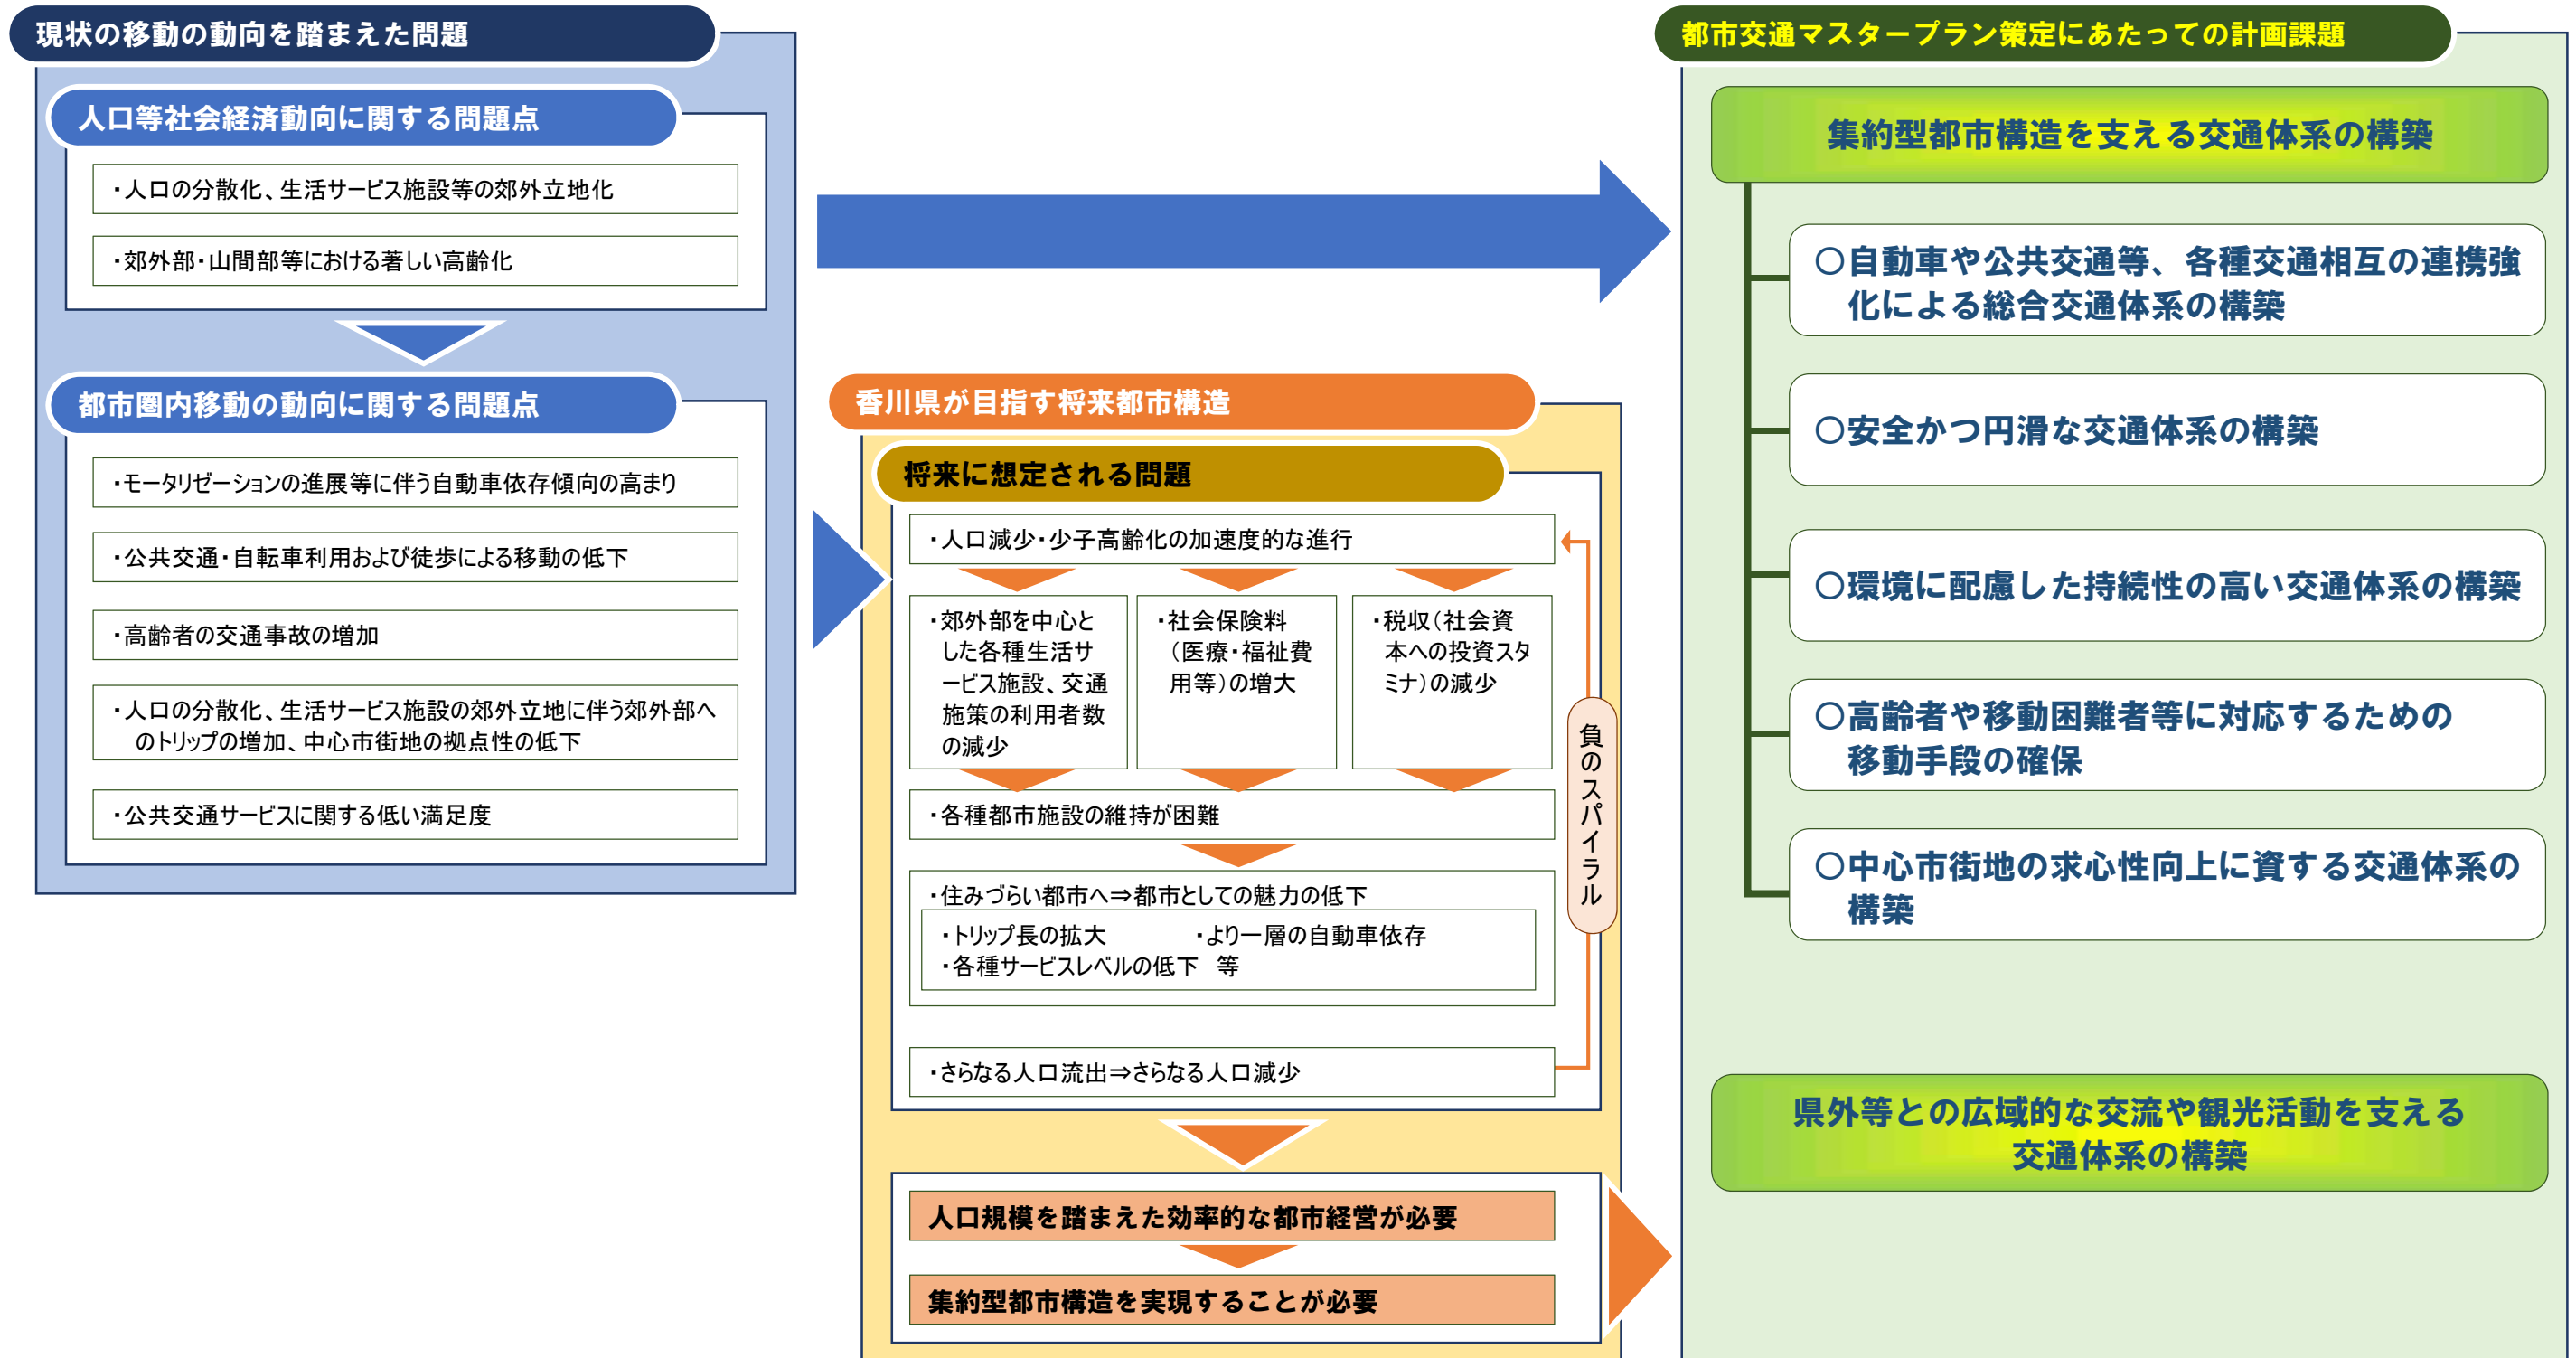 現状の移動の動向を踏まえた問題
人口等社会経済動向に関する問題点
・人口の分散化、生活サービス施設等の郊外立地化
・郊外部・山間部等における著しい高齢化
都市圏内移動の動向に関する問題点
・モータリゼーションの進展等に伴う自動車依存傾向の高まり
・公共交通・自転車利用および徒歩による移動の低下
・高齢者の交通事故の増加
・人口の分散化、生活サービス施設の郊外立地に伴う郊外部へ
のトリップの増加、中心市街地の拠点性の低下
・公共交通サービスに関する低い満足度
香川県が目指す将来都市構造
将来に想定される問題
・人口減少・少子高齢化の加速度的な進行
・郊外部を中心と
した各種生活サ
ービス施設、交通
施策の利用者数
の減少
・社会保険料
（医療・福祉費
用等）の増大
・税収（社会資
本への投資スタ
ミナ）の減少
・各種都市施設の維持が困難
・住みづらい都市へ⇒都市としての魅力の低下
・トリップ長の拡大　・より一層の自動車依存
・各種サービスレベルの低下　等
・さらなる人口流出⇒さらなる人口減少
負のスパイラル
人口規模を踏まえた効率的な都市経営が必要
集約型都市構造を実現することが必要
都市交通マスタープラン策定にあたっての計画課題
集約型都市構造を支える交通体系の構築
〇自動車や公共交通等、各種交通相互の連携強
化による総合交通体系の構築
〇安全かつ円滑な交通体系の構築
〇環境に配慮した持続性の高い交通体系の構築
〇高齢者や移動困難者等に対応するための
移動手段の確保
〇中心市街地の求心性向上に資する交通体系の
構築
県外等との広域的な交流や観光活動を支える
交通体系の構築